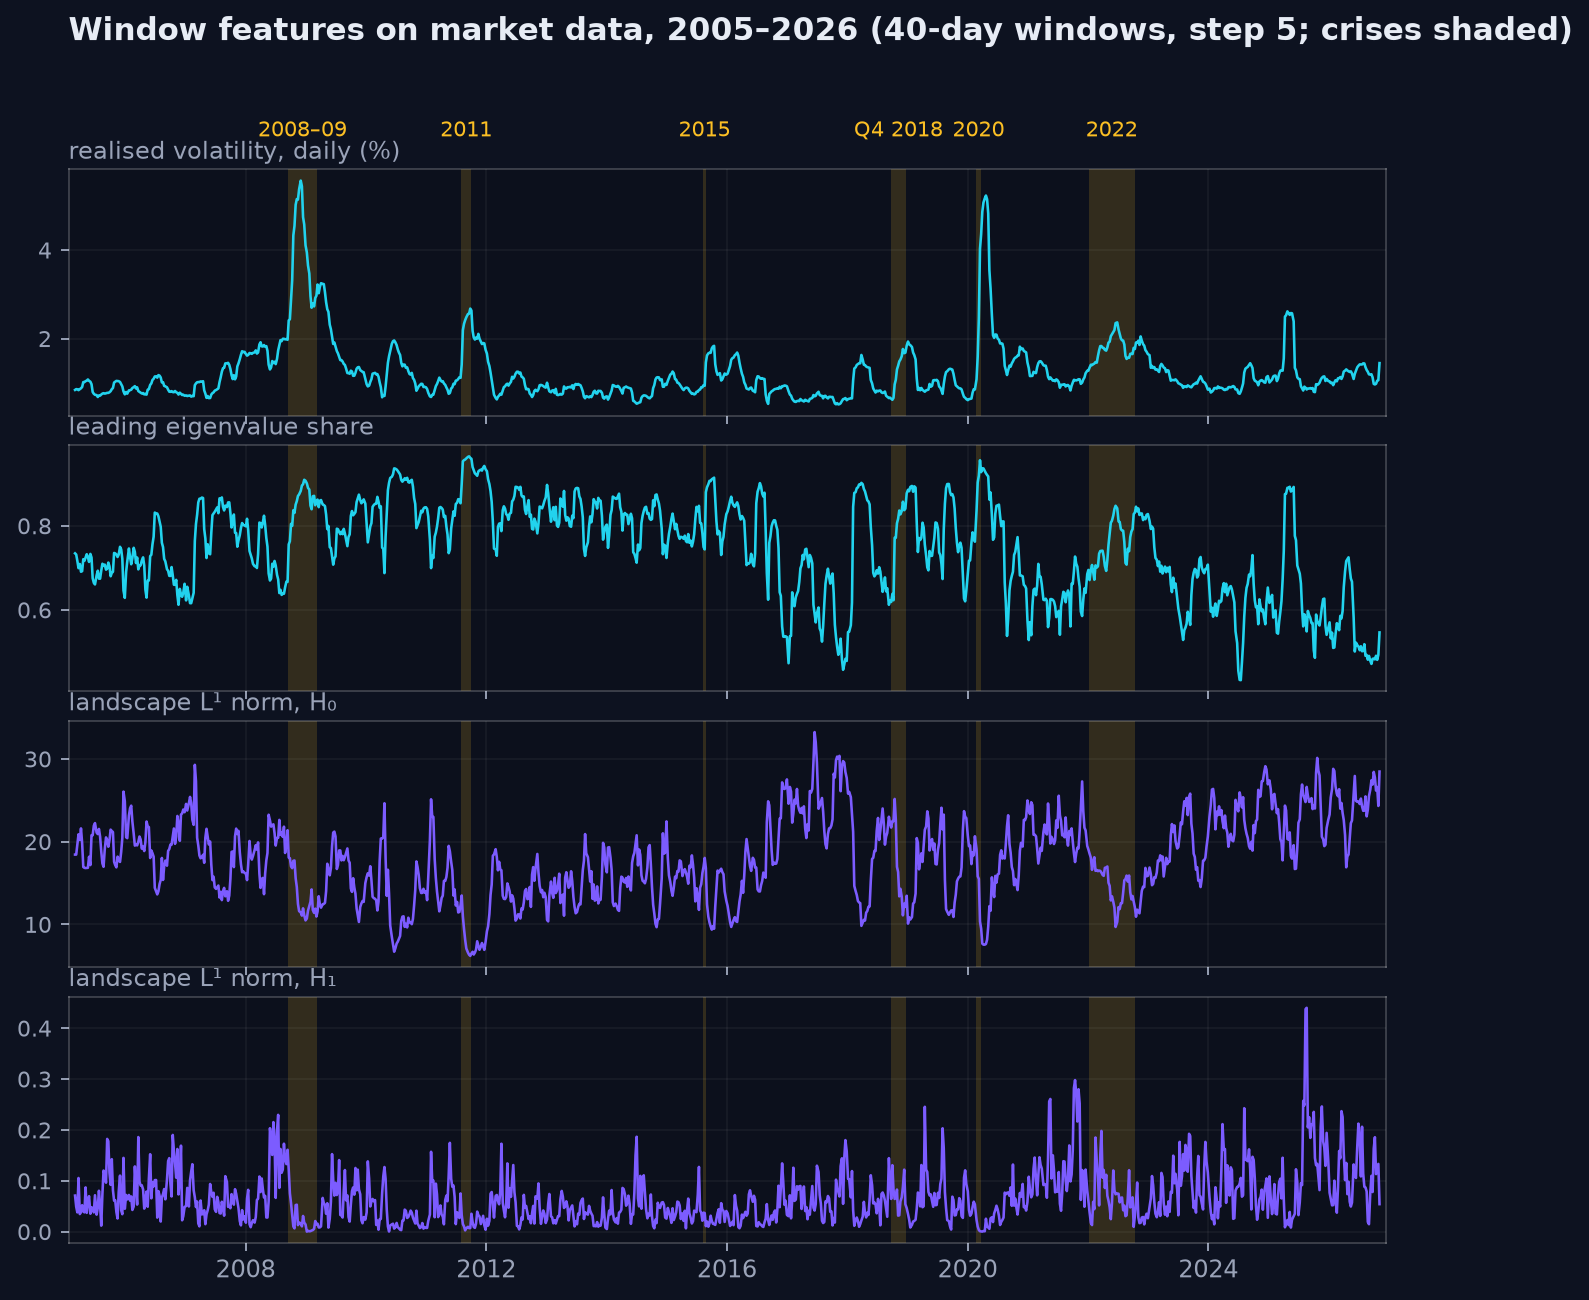 Window features on market data, 2005–2026 (40-day windows, step 5; crises shaded)
2008–09 2011 2015 Q4 2018 2020 2022
realised volatility, daily (%)
4
2
leading eigenvalue share
0.8
0.6
landscape L¹ norm, H₀
30
20
10
landscape L¹ norm, H₁
0.4
0.3
0.2
0.1
0.0
2008 2012 2016 2020 2024